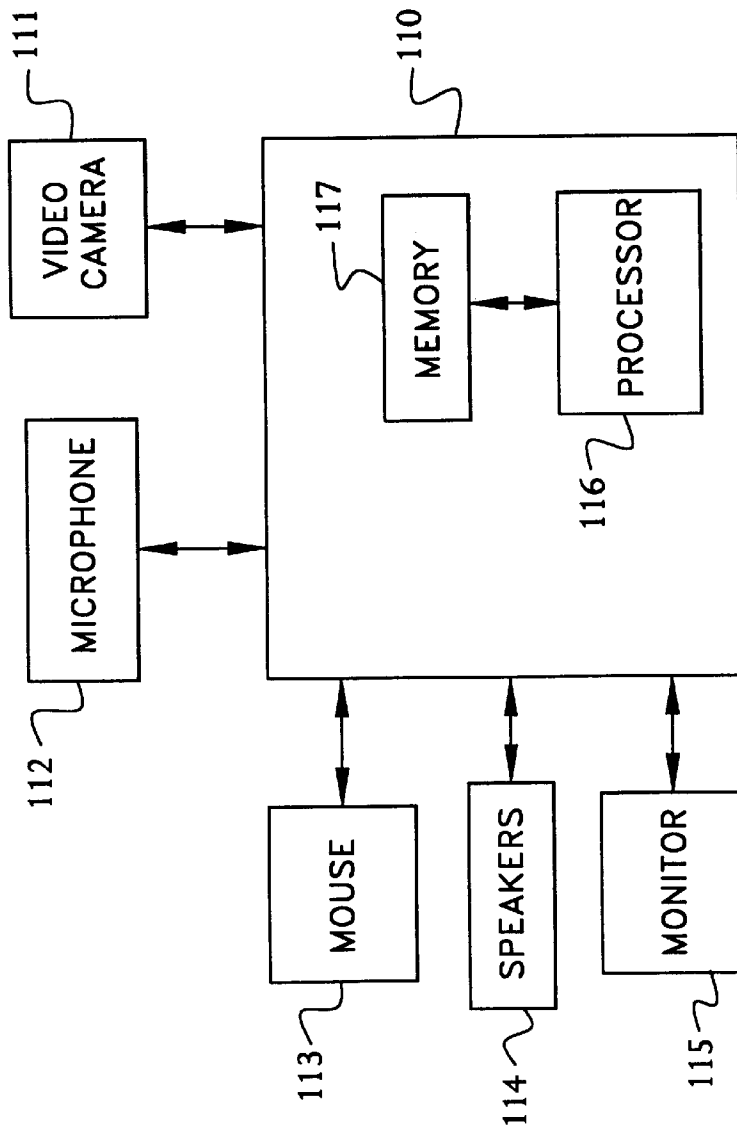 111
VIDEO
CAMERA
110
117
MEMORY
PROCESSOR
116
MICROPHONE
112
MOUSE
113
SPEAKERS
114
MONITOR
115